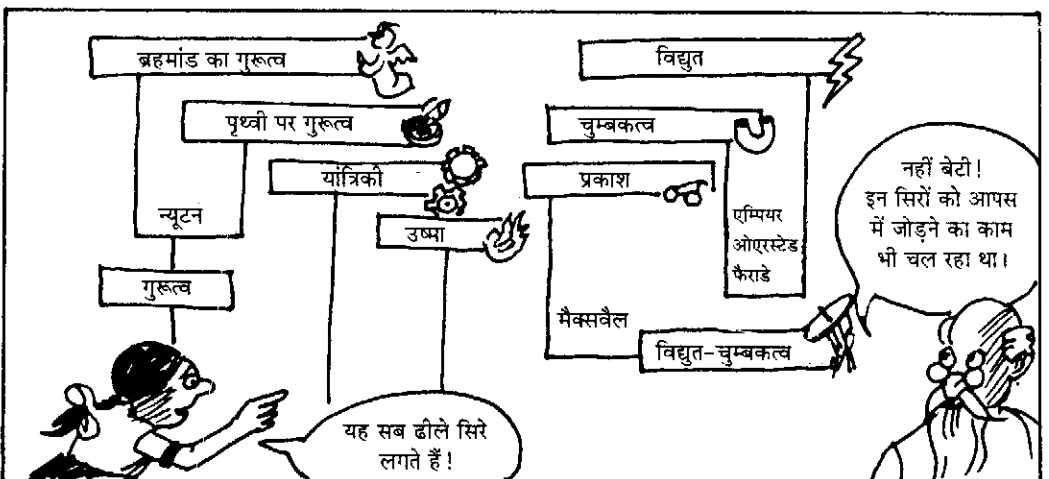 ब्रहमांड का गुरूत्व
पृथ्वी पर गुरूत्व
यांत्रिकी
उष्मा
न्यूटन
गुरूत्व
विद्युत
चुम्बकत्व
प्रकाश
एम्पियर
ओएरस्टेड
फैराडे
मैक्सवैल
विद्युत-चुम्बकत्व
नहीं बेटी!
इन सिरों को आपस
में जोड़ने का काम
भी चल रहा था।
यह सब ढीले सिरे
लगते हैं!